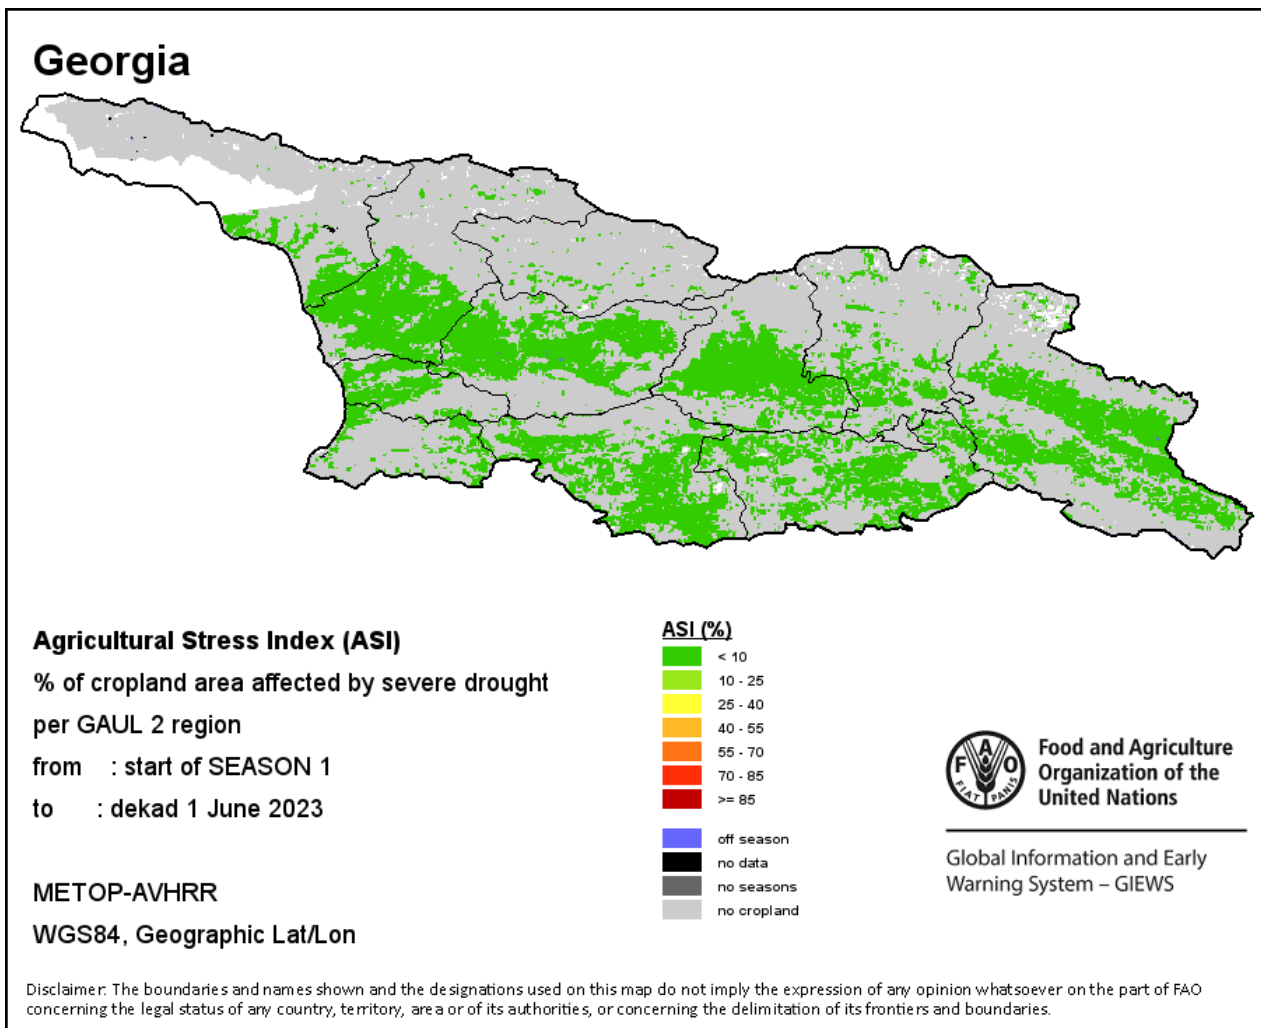 Georgia
Agricultural Stress Index (ASI)
% of cropland area affected by severe drought
per GAUL 2 region
from : start of SEASON 1
to : dekad 1 June 2023
METOP-AVHRR
WGS84, Geographic Lat/Lon
ASI (%)
< 10
10 - 25
25 - 40
40 - 55
55 - 70
70 - 85
>= 85
off season
no data
no seasons
no cropland
F A O
FIAT PANIS
Food and Agriculture
Organization of the
United Nations
Global Information and Early
Warning System – GIEWS
Disclaimer: The boundaries and names shown and the designations used on this map do not imply the expression of any opinion whatsoever on the part of FAO
concerning the legal status of any country, territory, area or of its authorities, or concerning the delimitation of its frontiers and boundaries.